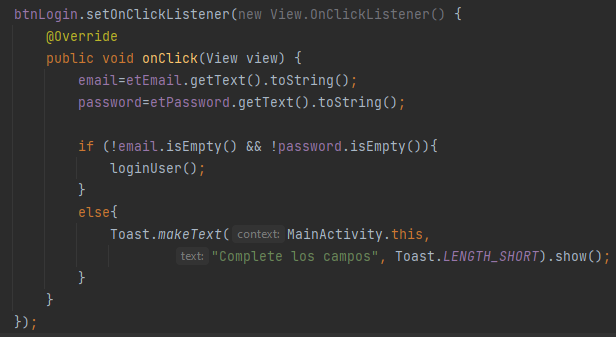 btnLogin.setOnClickListener(new View.OnClickListener() {
@Override
public void onClick(View view) {
email=etEmail.getText().toString();
password=etPassword.getText().toString();
if (!email.isEmpty() && !password.isEmpty()){
loginUser();
}
else{
Toast.makeText( context: MainActivity.this,
text: "Complete los campos", Toast.LENGTH_SHORT).show();
}
}
});